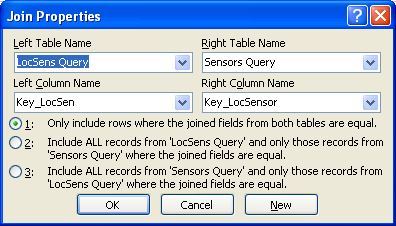 Join Properties
Left Table Name
Right Table Name
LocSens Query
Sensors Query
Left Column Name
Right Column Name
Key_LocSen
Key_LocSensor
1: Only include rows where the joined fields from both tables are equal.
2: Include ALL records from 'LocSens Query' and only those records from
'Sensors Query' where the joined fields are equal.
3: Include ALL records from 'Sensors Query' and only those records from
'LocSens Query' where the joined fields are equal.
OK
Cancel
New